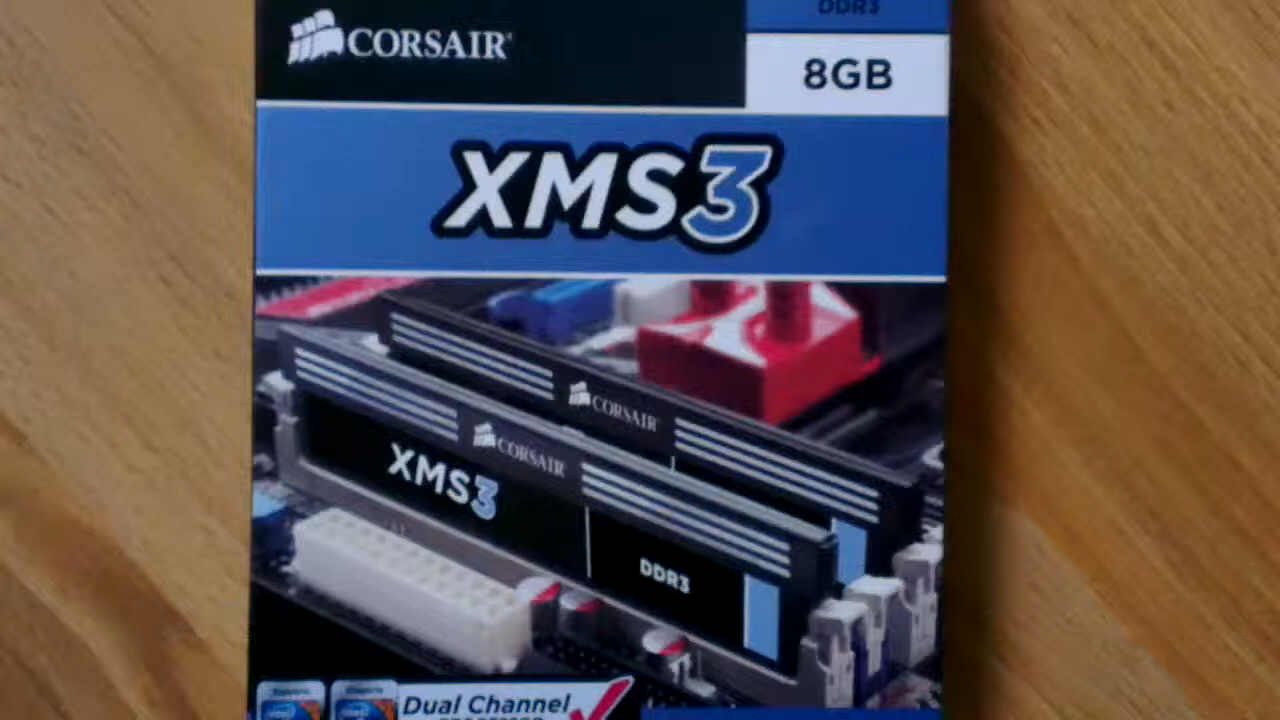 CORSAIR
DDR3
8GB
XMS3
CORSAIR
CORSAIR
XMS3
DDR3
Dual Channel